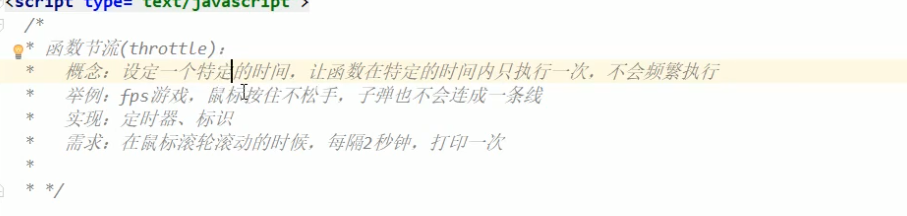 <script type="text/javascript">
/*
* 函数节流(throttle)：
* 概念：设定一个特定的时间，让函数在特定的时间内只执行一次，不会频繁执行
* 举例：fps游戏，鼠标按住不松手，子弹也不会连成一条线
* 实现：定时器、标识
* 需求：在鼠标滚轮滚动的时候，每隔2秒钟，打印一次
*
* */